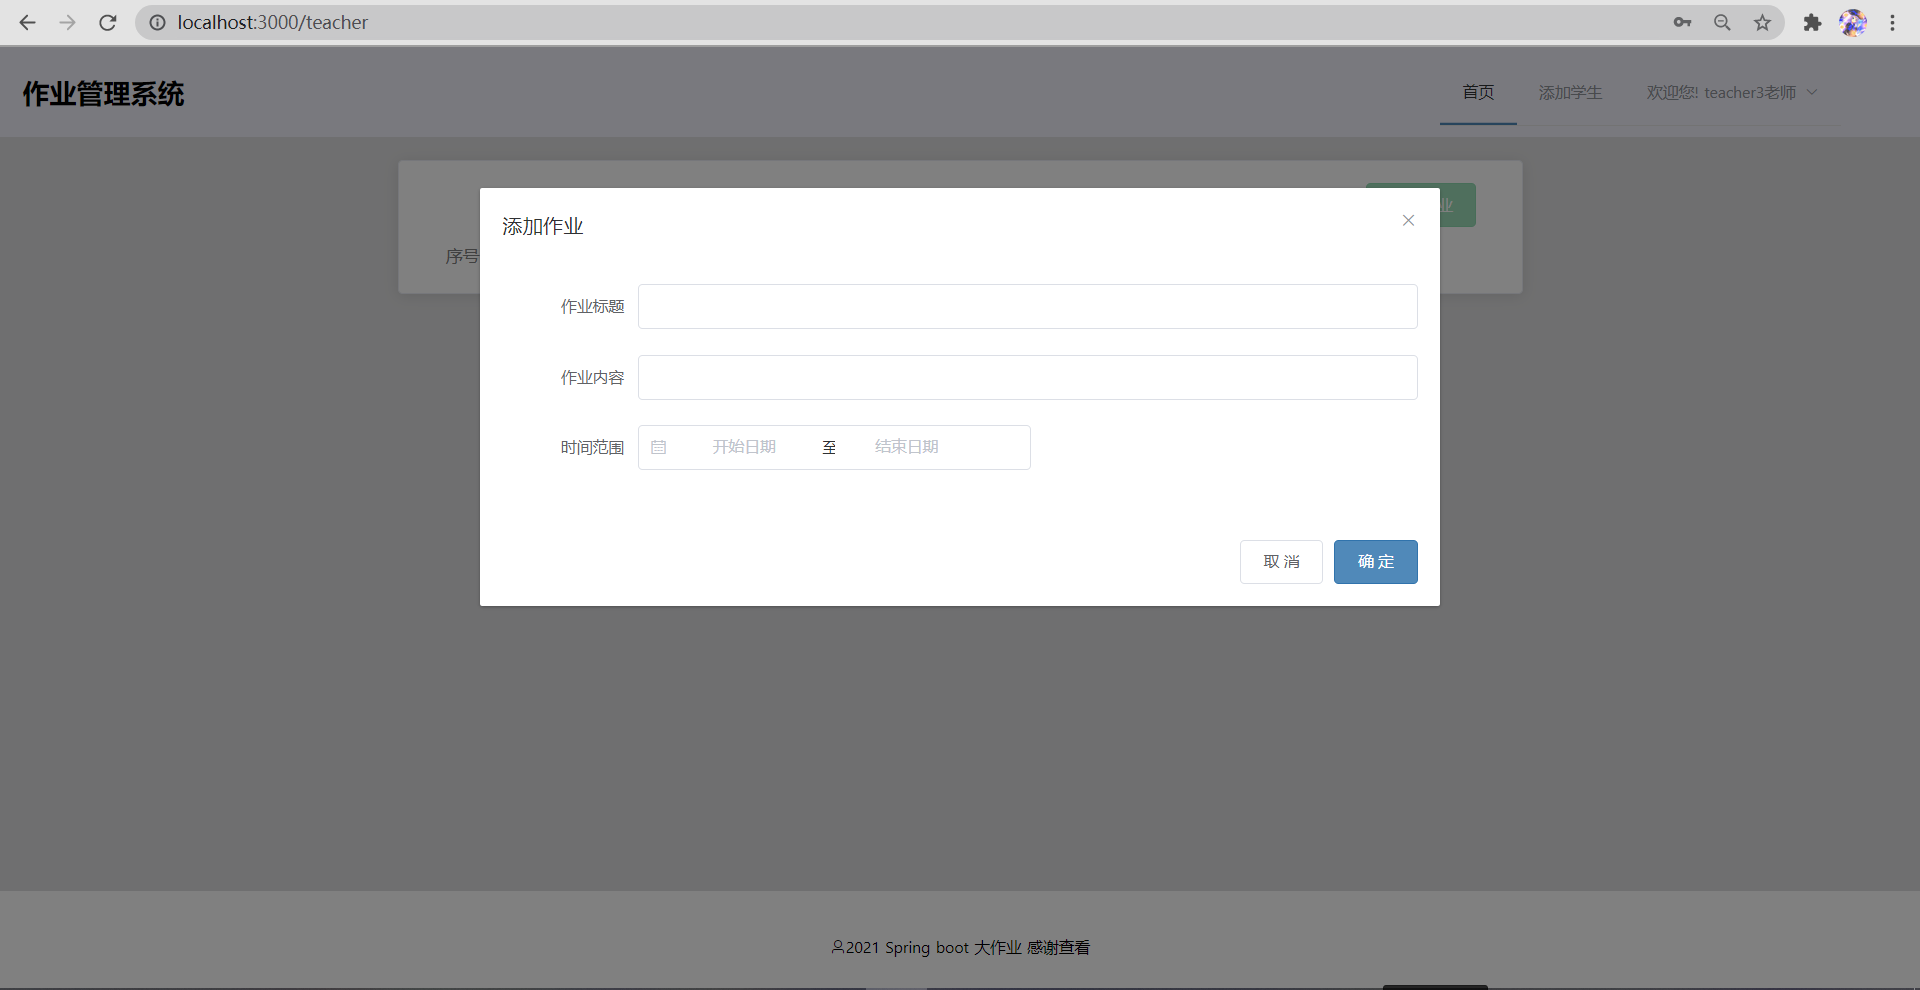 localhost:3000/teacher
作业管理系统
首页 添加学生 欢迎您! teacher3老师
业
添加作业
序号
作业标题
作业内容
时间范围 开始日期 至 结束日期
取消 确定
2021 Spring boot 大作业 感谢查看